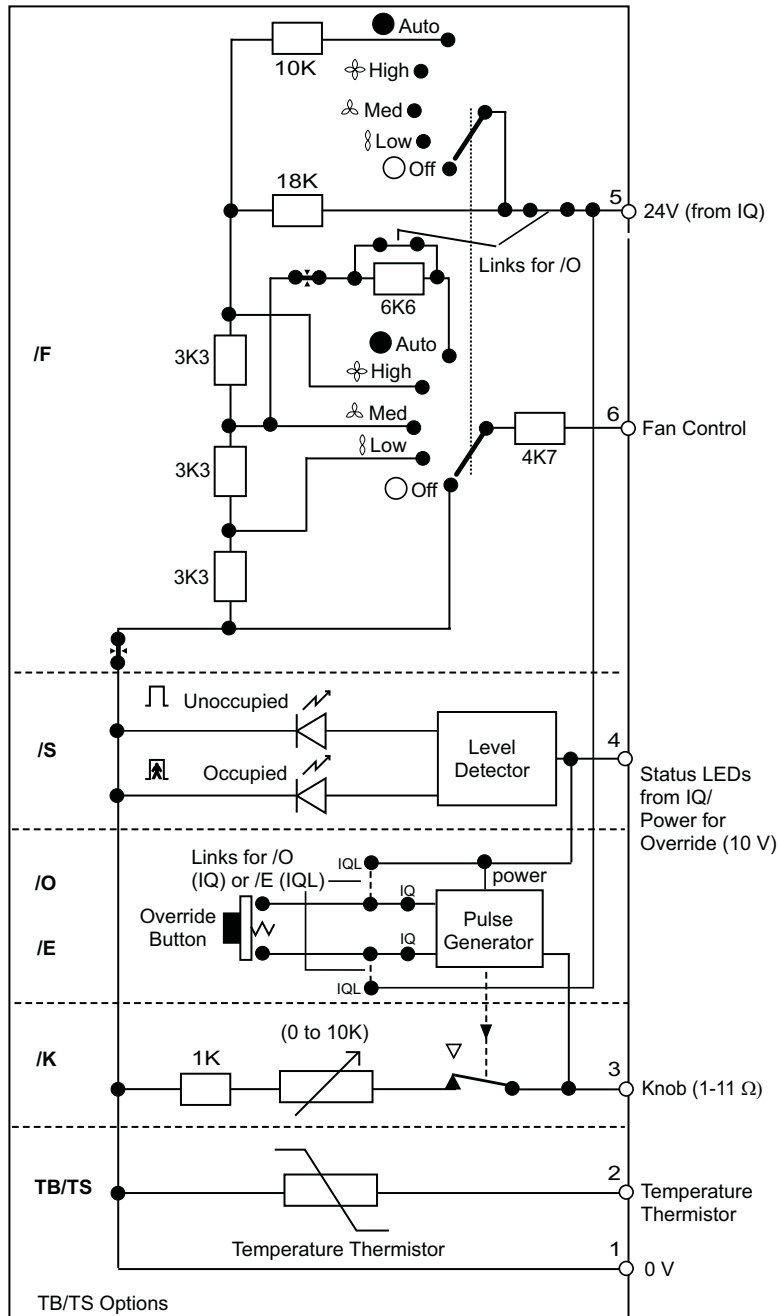 Auto
10K
High
Med
Low
Off
18K
5
24V (from IQ)
Links for /O
6K6
/F
3K3
Auto
High
Med
6
Fan Control
Low
4K7
3K3
Off
3K3
Unoccupied
4
/S
Level
Detector
Occupied
Status LEDs
from IQ/
Power for
Override (10 V)
Links for /O
(IQ) or /E (IQL)
IQL
power
/O
IQ
Override
Button
Pulse
Generator
/E
IQ
IQL
(0 to 10K)
/K
1K
3
Knob (1-11 Ω)
2
TB/TS
Temperature
Thermistor
Temperature Thermistor
1
0 V
TB/TS Options